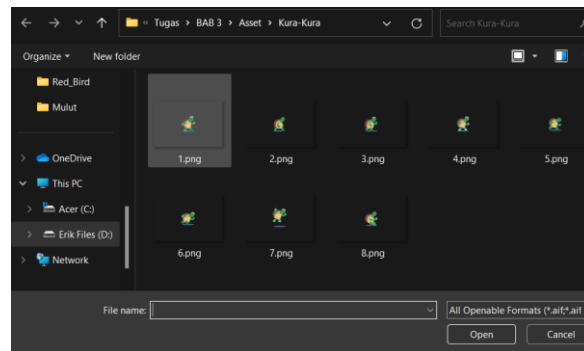 « Tugas › BAB 3 › Asset › Kura-Kura
Search Kura-Kura
Organize
New folder
Red_Bird
Mulut
OneDrive
This PC
Acer (C:)
Erik Files (D:)
Network
1.png
2.png
3.png
4.png
5.png
6.png
7.png
8.png
File name:
All Openable Formats (*.aif;*.aif
Open
Cancel